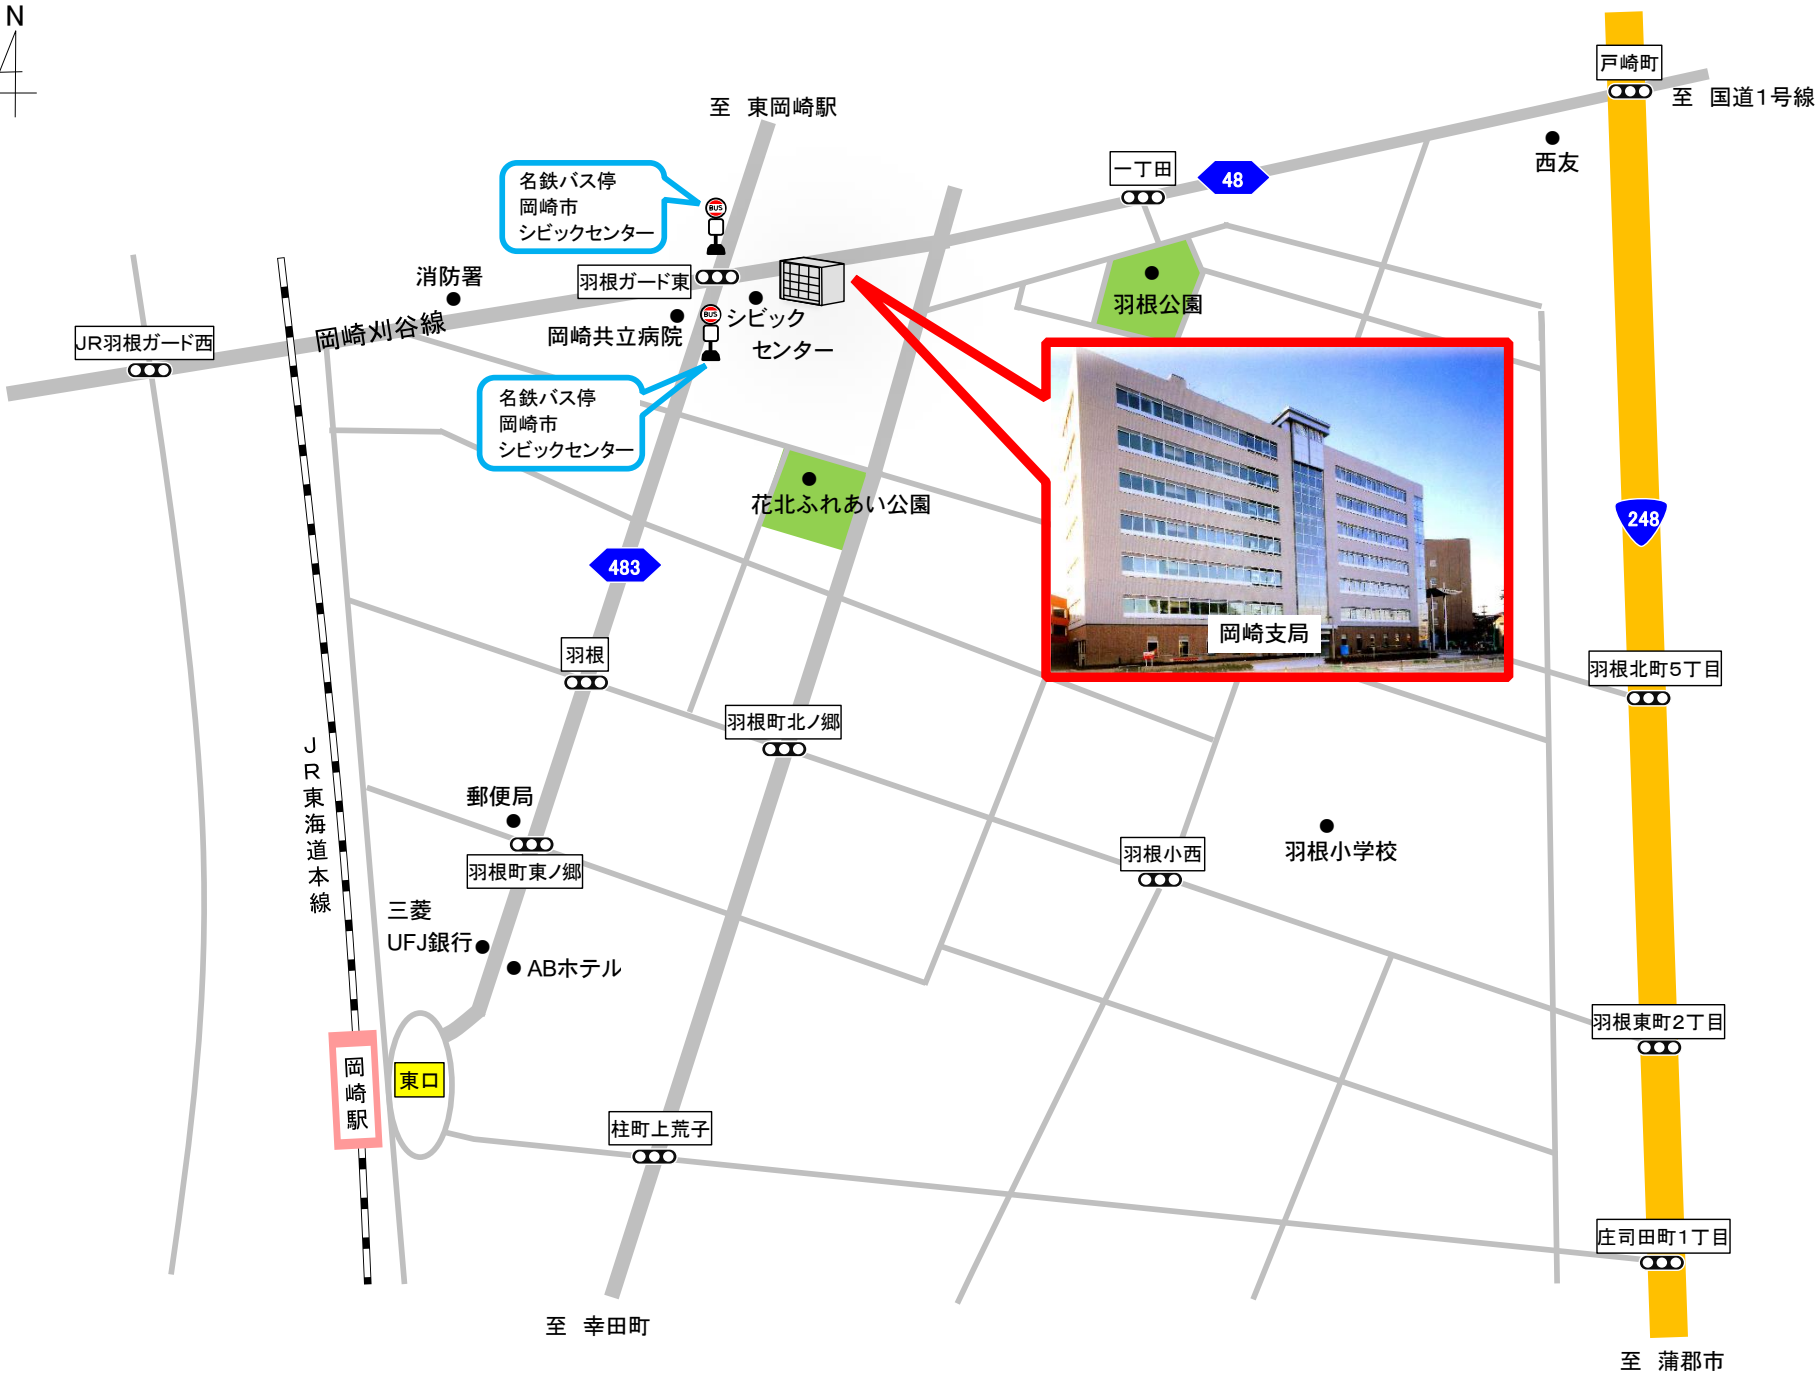 N
戸崎町
至　国道1号線
至　東岡崎駅
西友
一丁田
48
名鉄バス停
岡崎市
シビックセンター
BUS
消防署
羽根ガード東
羽根公園
JR羽根ガード西
岡崎刈谷線
岡崎共立病院
BUS
シビック
センター
名鉄バス停
岡崎市
シビックセンター
花北ふれあい公園
248
483
岡崎支局
羽根
羽根北町5丁目
羽根町北ノ郷
JR東海道本線
郵便局
羽根町東ノ郷
羽根小西
羽根小学校
三菱
UFJ銀行
ABホテル
羽根東町2丁目
岡崎駅
東口
柱町上荒子
庄司田町1丁目
至　幸田町
至　蒲郡市